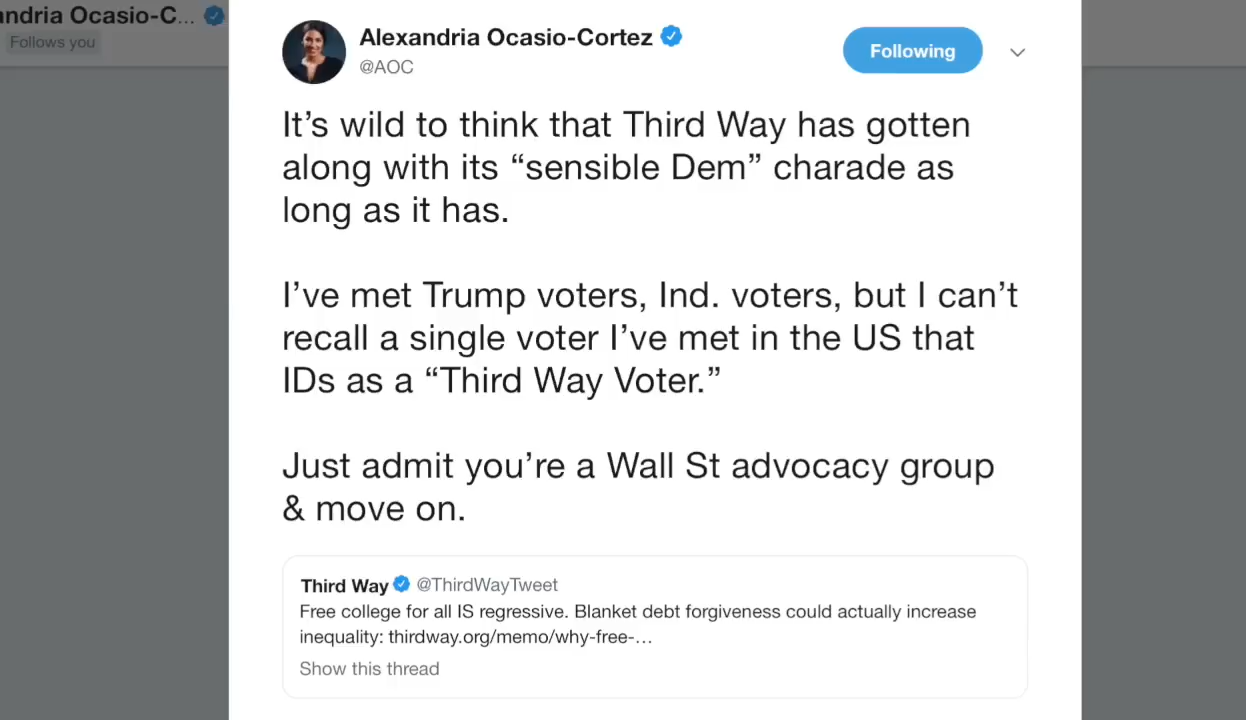 ndria Ocasio-C...
Follows you
Alexandria Ocasio-Cortez
@AOC
Following
It’s wild to think that Third Way has gotten
along with its “sensible Dem” charade as
long as it has.
I’ve met Trump voters, Ind. voters, but I can’t
recall a single voter I’ve met in the US that
IDs as a “Third Way Voter.”
Just admit you’re a Wall St advocacy group
& move on.
Third Way @ThirdWayTweet
Free college for all IS regressive. Blanket debt forgiveness could actually increase
inequality: thirdway.org/memo/why-free-...
Show this thread